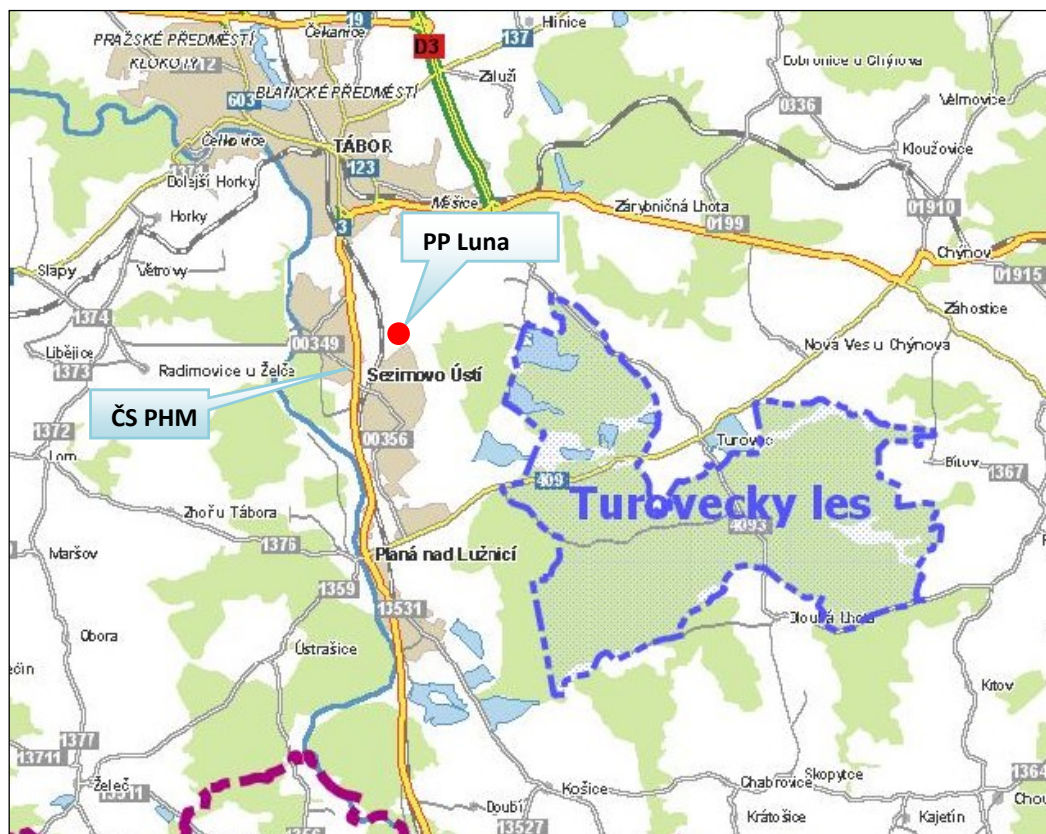 19
Čekanice
Hlinice
PRAŽSKÉ PŘEDMĚSTÍ
137
D3
KLOKOTY
Záluží
Dobronice u Chýnova
BLANICKÉ PŘEDMĚSTÍ
603
0336
Velmovice
Čelkovice
TÁBOR
Kloužovice
123
Dolejší Horky
Měšice
Zárybničná Lhota
01910
Horky
0199
3
PP Luna
Chýnov
Slapy
Větrovy
01915
1374
Záhostice
00349
Libějice
Nová Ves u Chýnova
1373
Radimovice u Želče
Sezimovo Ústí
ČS PHM
1372
00356
Turovec
Lom
Bítov
1367
409
Turovecky les
Zhoř u Tábora
4093
Maršov
1376
Planá nad Lužnicí
1359
13531
Dlouhá Lhota
Obora
Ústrašice
Kítov
1377
13711
Želeč
Skopytce
Chabrovice
1364
Košice
Doubí
13527
Krátošice
Kajetín
Chou